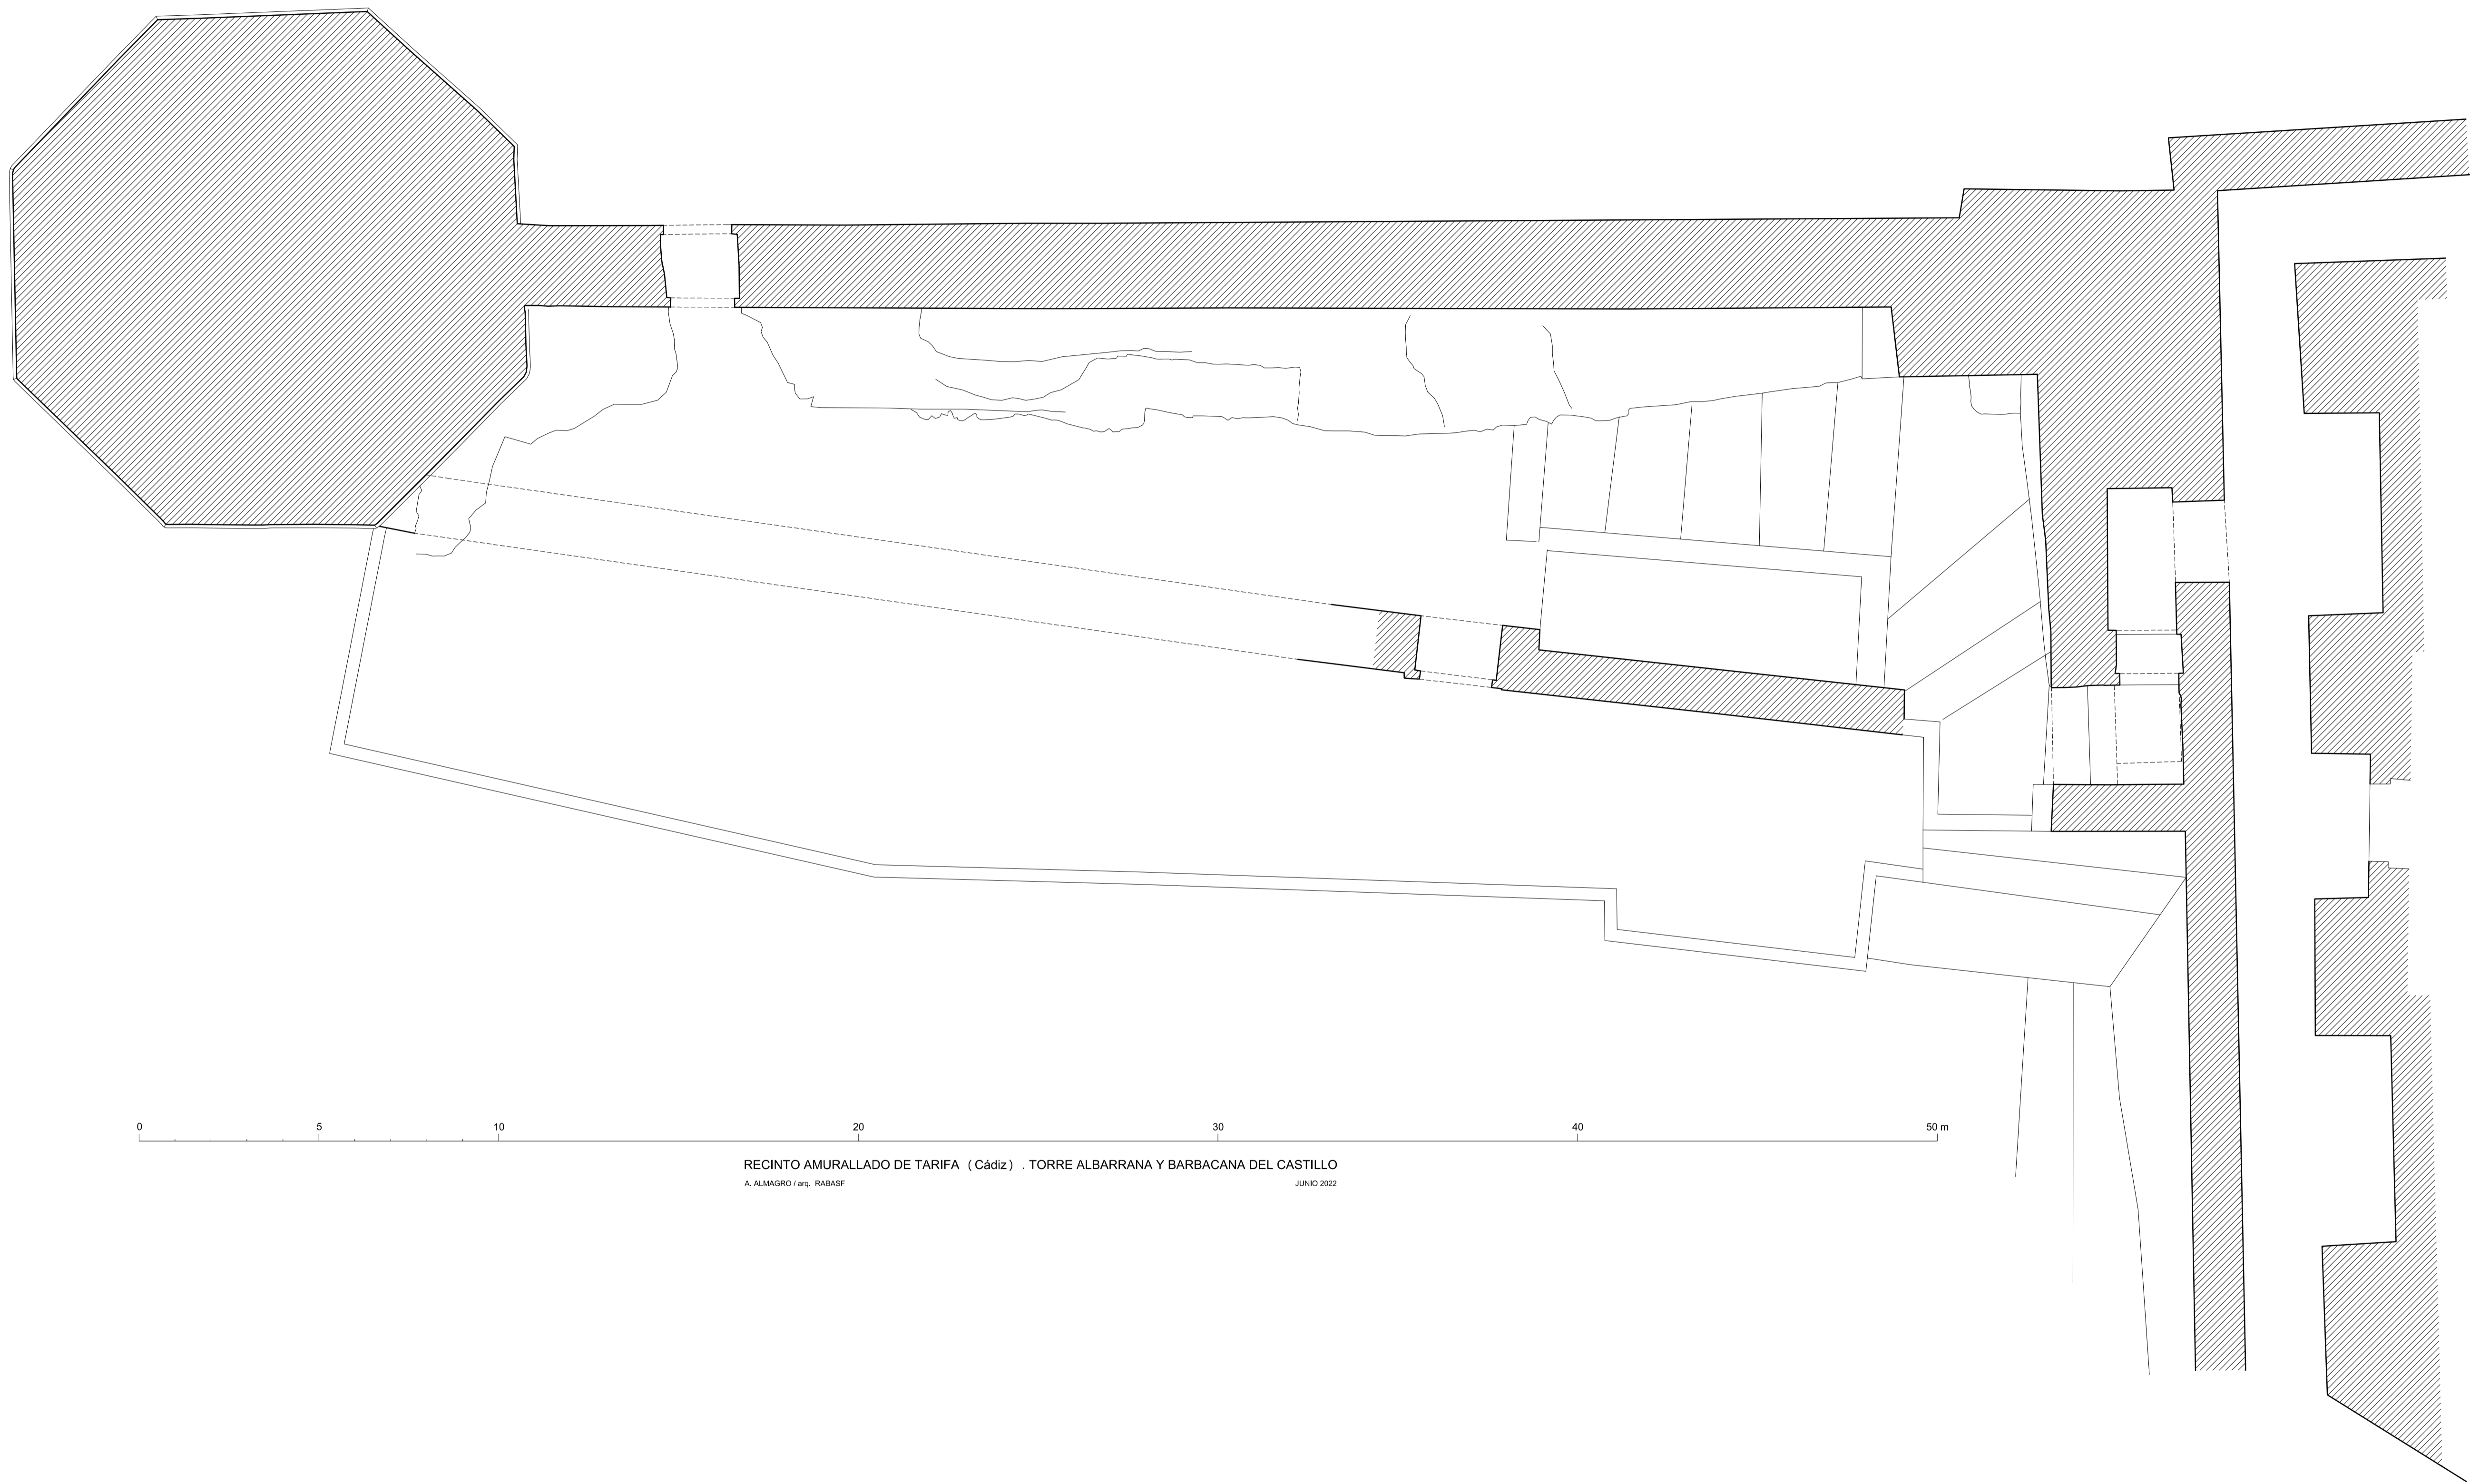 0 5 10 20 30 40 50 m
RECINTO AMURALLADO DE TARIFA (Cádiz) . TORRE ALBARRANA Y BARBACANA DEL CASTILLO
A. ALMAGRO / arq. RABASF JUNIO 2022